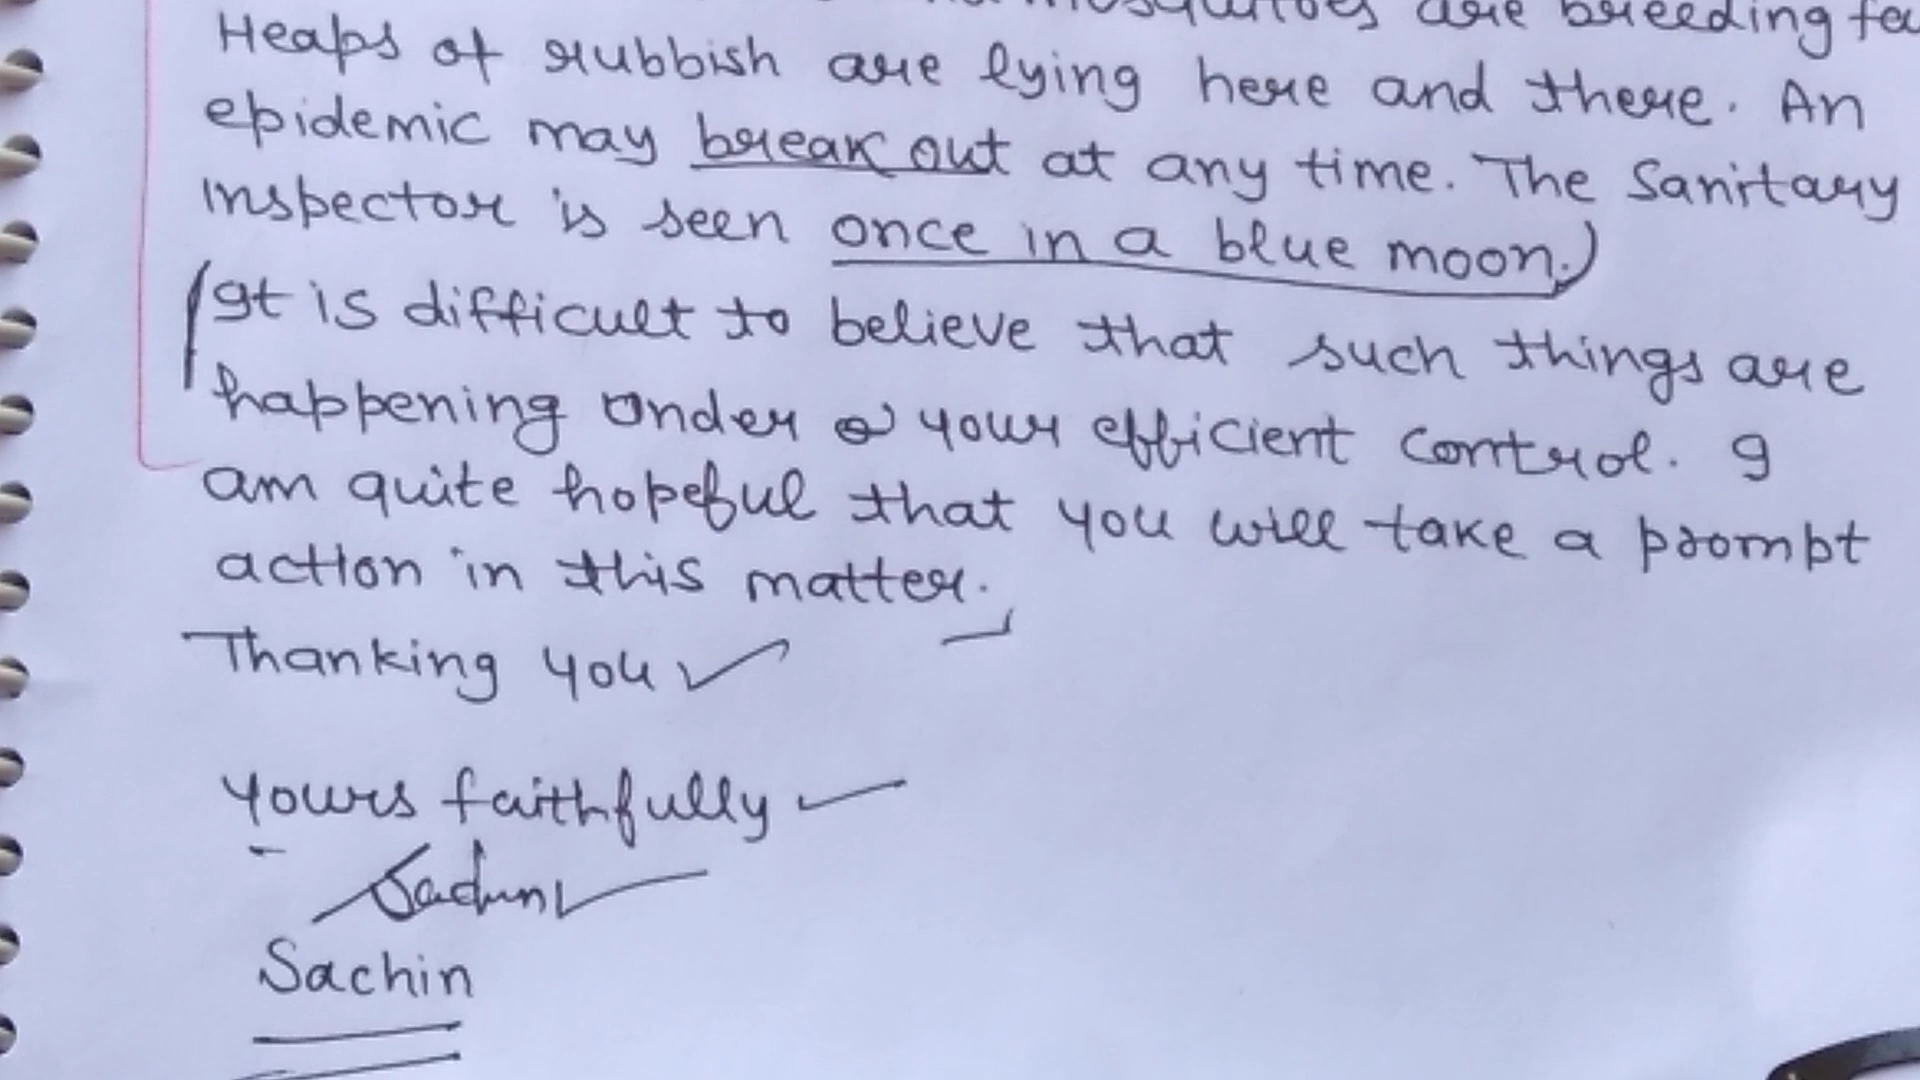 mosquitoes are breeding
Heaps of rubbish are lying here and there. An
epidemic may break out at any time. The Sanitary
Inspector is seen once in a blue moon.)
It is difficult to believe that such things are
happening under your efficient control. I
am quite hopeful that you will take a prompt
action in this matter.
Thanking you
Yours faithfully
Sachin
Sachin